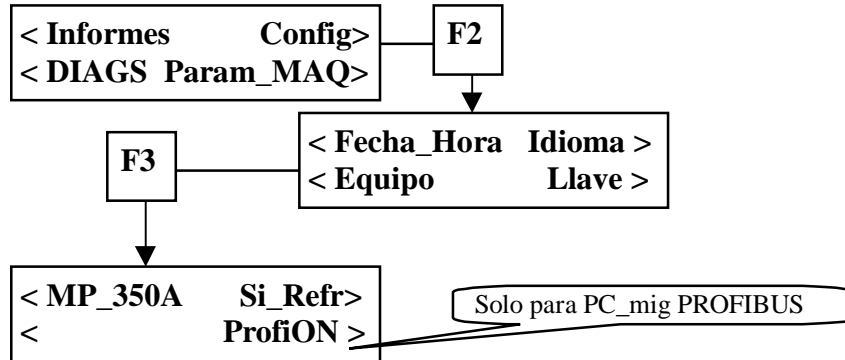 < Informes Config>
< DIAGS Param_MAQ>
F2
< Fecha_Hora Idioma >
< Equipo Llave >
F3
< MP_350A Si_Refr>
< ProfiON >
Solo para PC_mig PROFIBUS